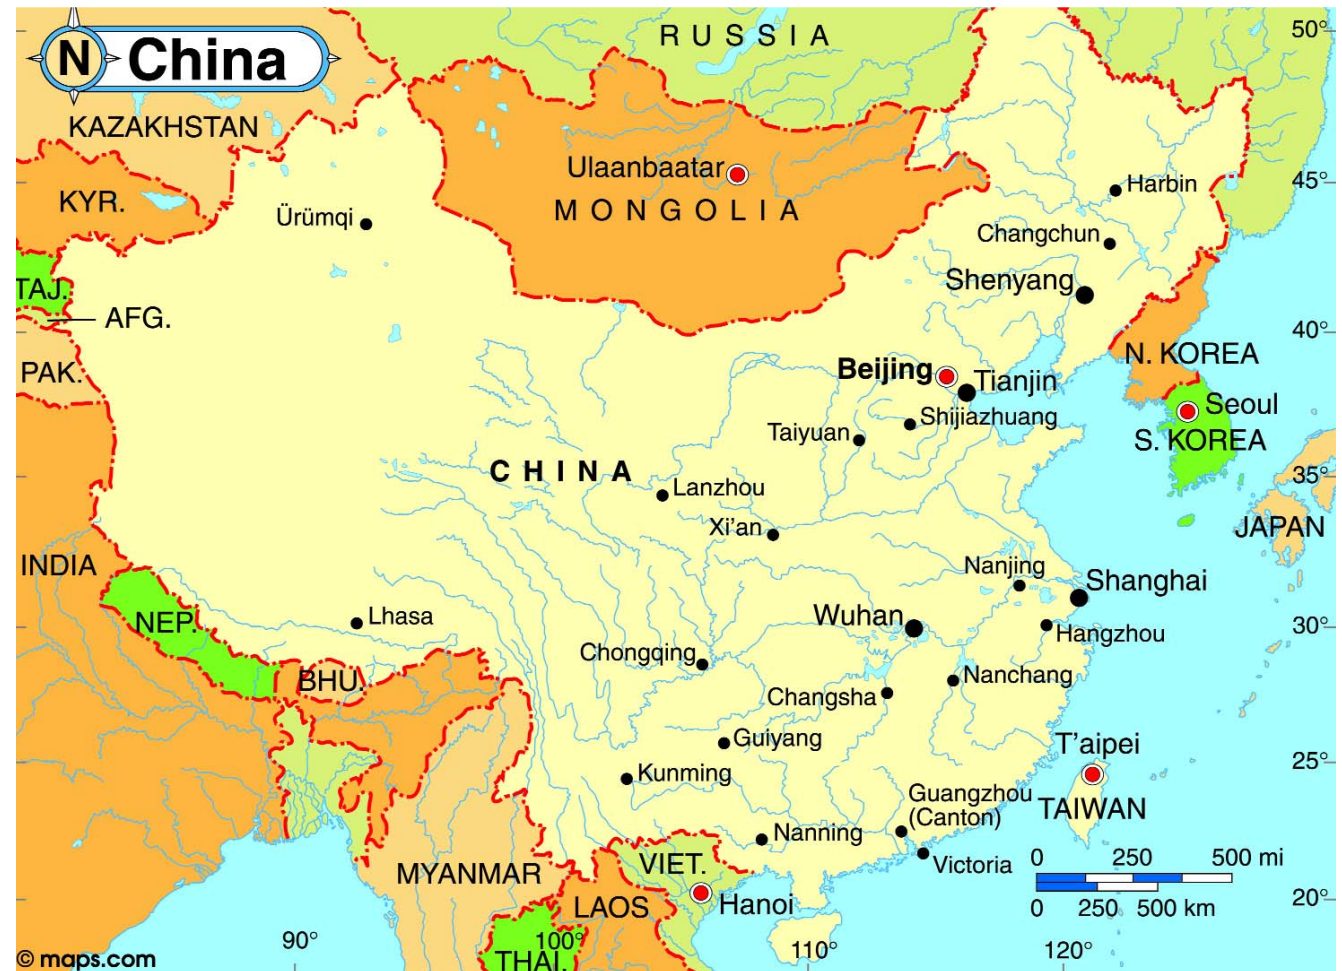 N China
RUSSIA
50°
KAZAKHSTAN
Ulaanbaatar
MONGOLIA
45°
Harbin
KYR.
Ürümqi
Changchun
Shenyang
TAJ.
AFG.
40°
N. KOREA
PAK.
Beijing
Tianjin
Seoul
Shijiazhuang
Taiyuan
S. KOREA
CHINA
35°
Lanzhou
Xi'an
JAPAN
INDIA
Nanjing
Shanghai
NEP.
Lhasa
Wuhan
30°
Hangzhou
Chongqing
BHU.
Nanchang
Changsha
Guiyang
T'aipei
25°
Kunming
Guangzhou
(Canton)
TAIWAN
Nanning
Victoria
0 250 500 mi
0 250 500 km
MYANMAR
VIET.
LAOS
Hanoi
20°
90°
100°
110°
120°
THAI.
© maps.com